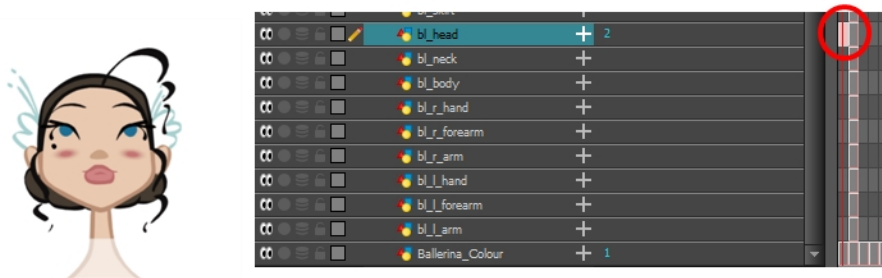 bl_head 2
bl_neck
bl_body
bl_r_hand
bl_r_forearm
bl_r_arm
bl_l_hand
bl_l_forearm
bl_l_arm
Ballerina_Colour 1